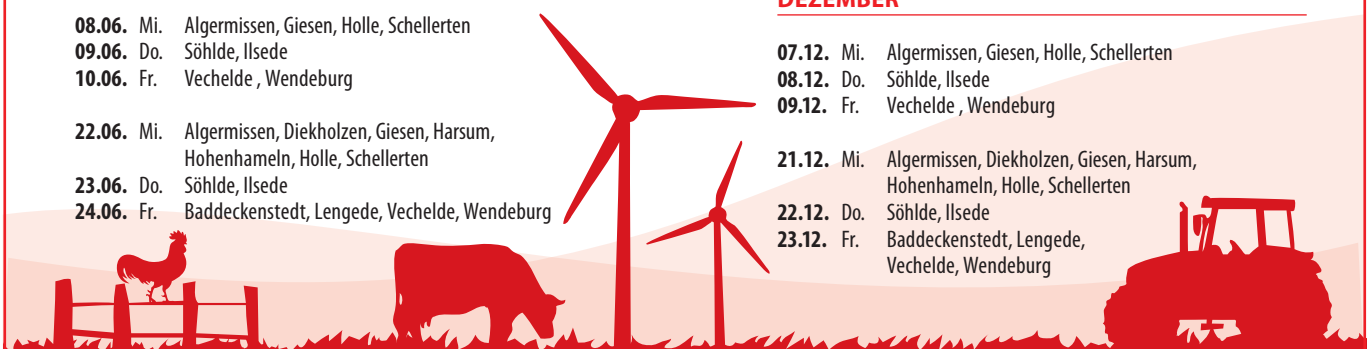 08.06. Mi. Algermissen, Giesen, Holle, Schellerten
09.06. Do. Söhlde, Ilsede
10.06. Fr. Vechelde , Wendeburg
22.06. Mi. Algermissen, Diekholzen, Giesen, Harsum,
Hohenhameln, Holle, Schellerten
23.06. Do. Söhlde, Ilsede
24.06. Fr. Baddeckenstedt, Lengede, Vechelde, Wendeburg
DEZEMBER
07.12. Mi. Algermissen, Giesen, Holle, Schellerten
08.12. Do. Söhlde, Ilsede
09.12. Fr. Vechelde , Wendeburg
21.12. Mi. Algermissen, Diekholzen, Giesen, Harsum,
Hohenhameln, Holle, Schellerten
22.12. Do. Söhlde, Ilsede
23.12. Fr. Baddeckenstedt, Lengede,
Vechelde, Wendeburg